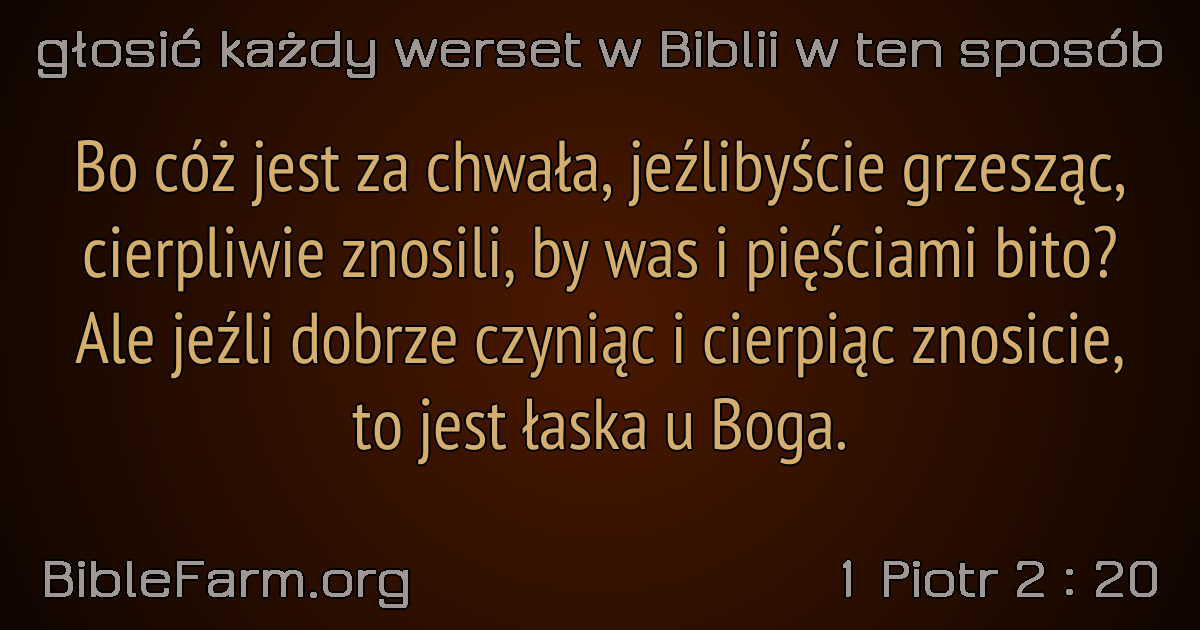 głosić każdy werset w Biblii w ten sposób
Bo cóż jest za chwała, jeźlibyście grzesząc,
cierpliwie znosili, by was i pięściami bito?
Ale jeźli dobrze czyniąc i cierpiąc znosicie,
to jest łaska u Boga.
BibleFarm.org
1 Piotr 2 : 20